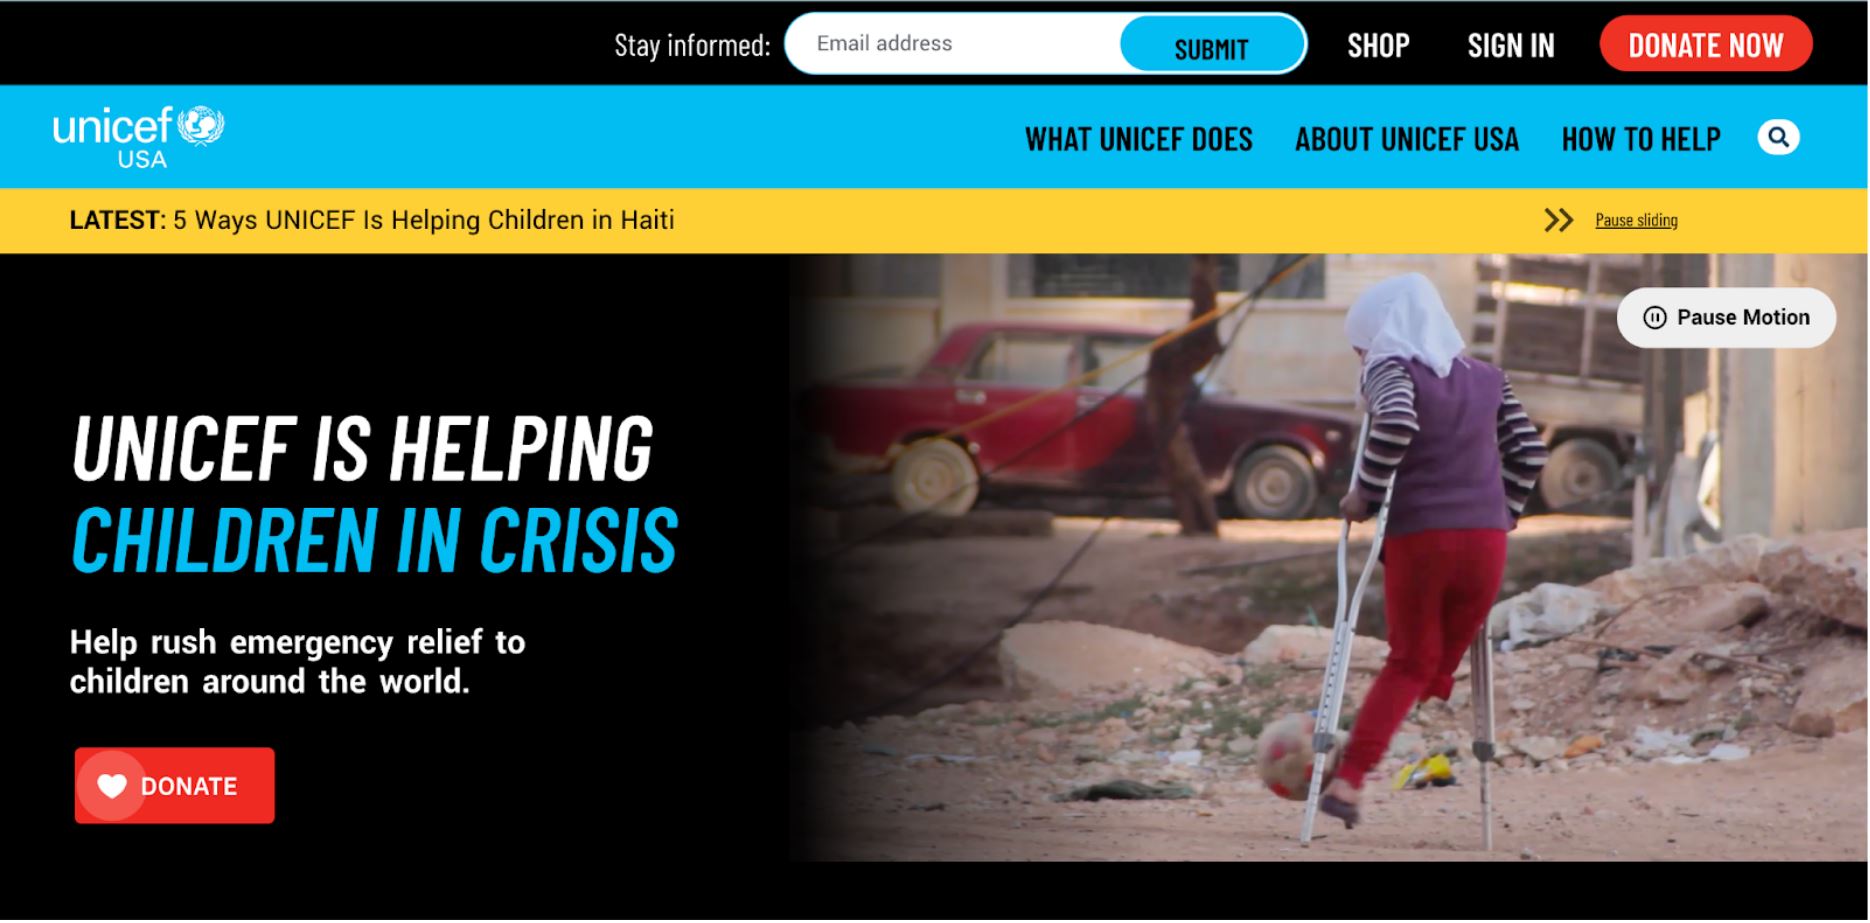 Stay informed: Email address SUBMIT SHOP SIGN IN DONATE NOW
unicef
USA
WHAT UNICEF DOES ABOUT UNICEF USA HOW TO HELP
LATEST: 5 Ways UNICEF Is Helping Children in Haiti Pause sliding
Pause Motion
UNICEF IS HELPING
CHILDREN IN CRISIS
Help rush emergency relief to
children around the world.
DONATE